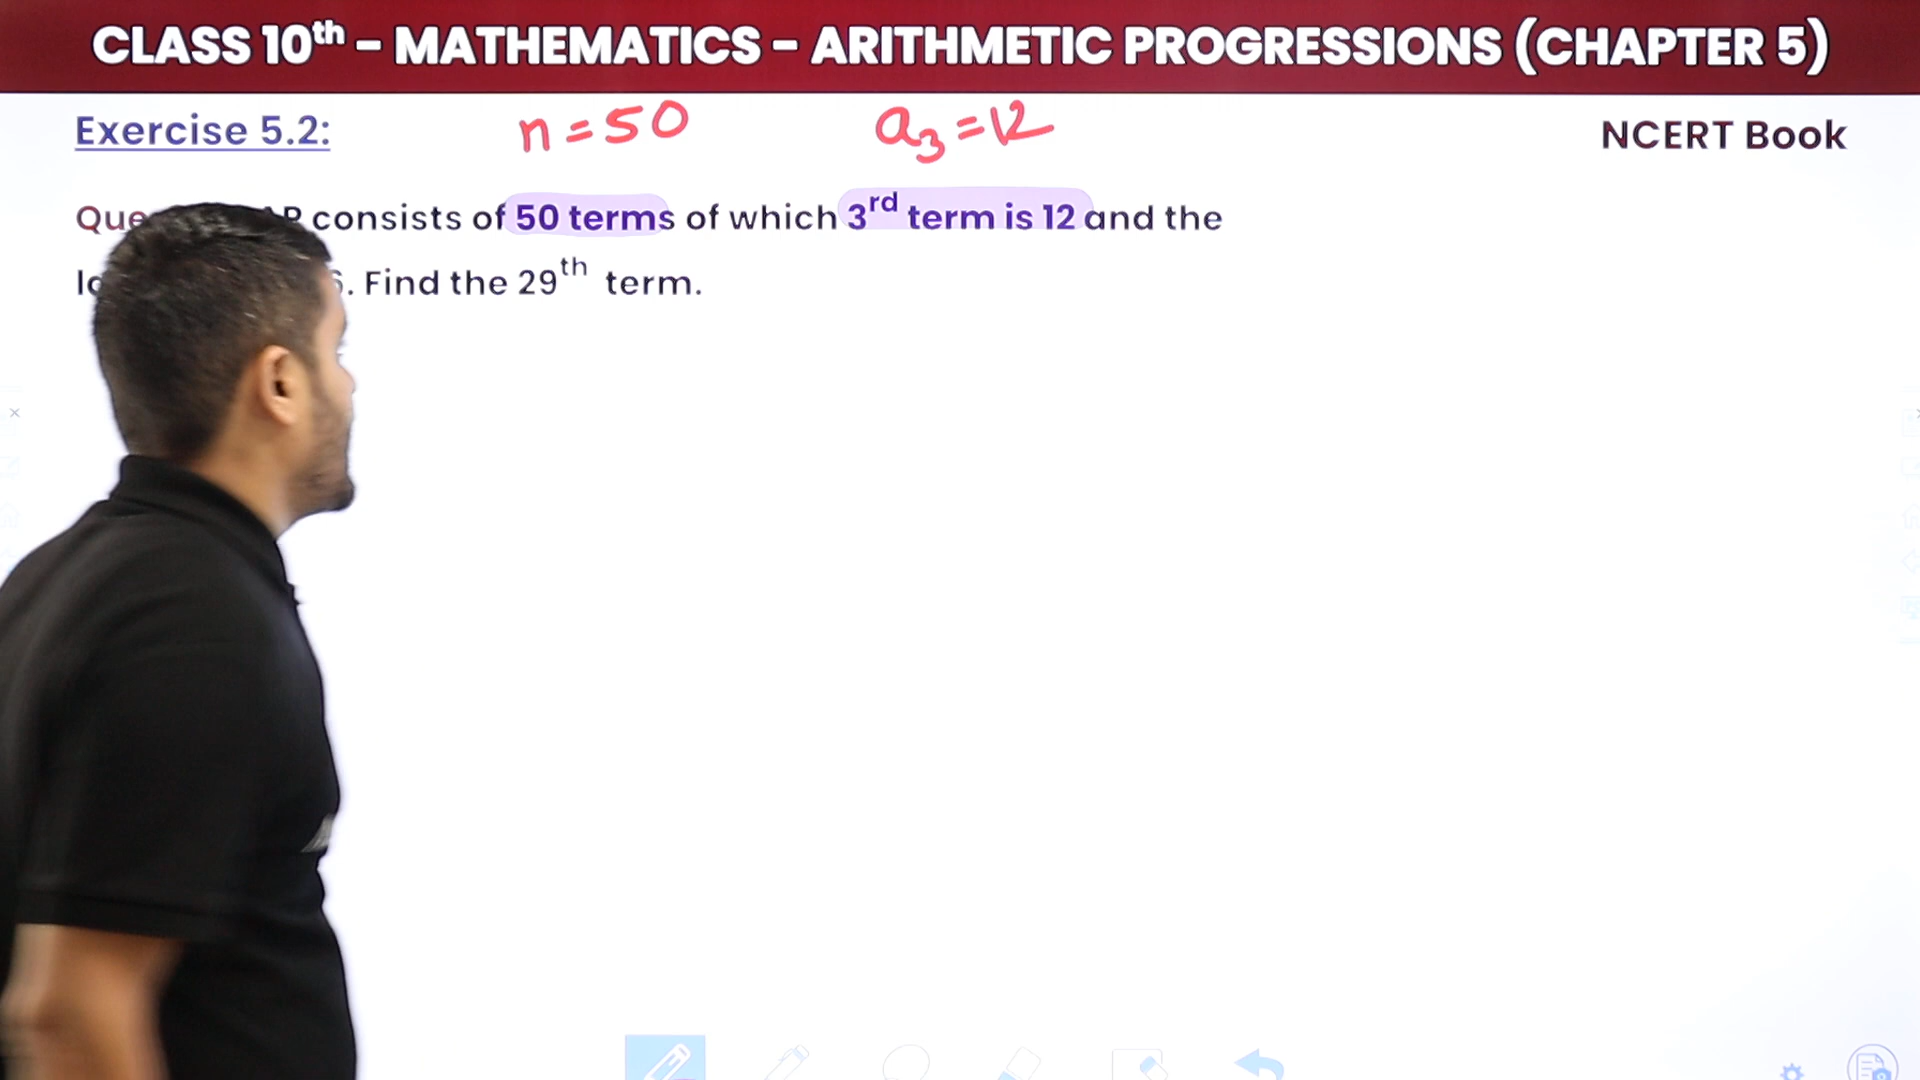 CLASS 10th – MATHEMATICS – ARITHMETIC PROGRESSIONS (CHAPTER 5)
Exercise 5.2: n = 50 a3 = 12 NCERT Book
consists of 50 terms of which 3rd term is 12 and the
. Find the 29th term.